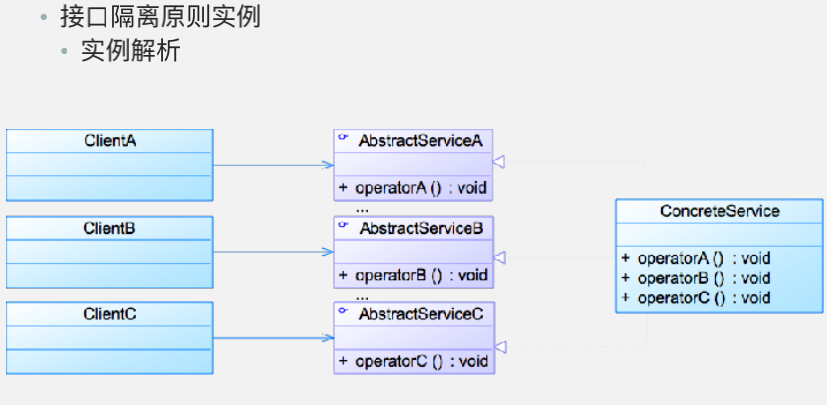 接口隔离原则实例
实例解析
ClientA
AbstractServiceA
+ operatorA () : void
...
ClientB
AbstractServiceB
+ operatorB () : void
...
ClientC
AbstractServiceC
+ operatorC () : void
ConcreteService
+ operatorA () : void
+ operatorB () : void
+ operatorC () : void